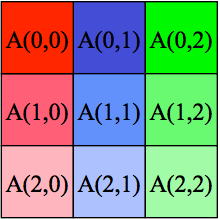 A(0,0) A(0,1) A(0,2)
A(1,0) A(1,1) A(1,2)
A(2,0) A(2,1) A(2,2)